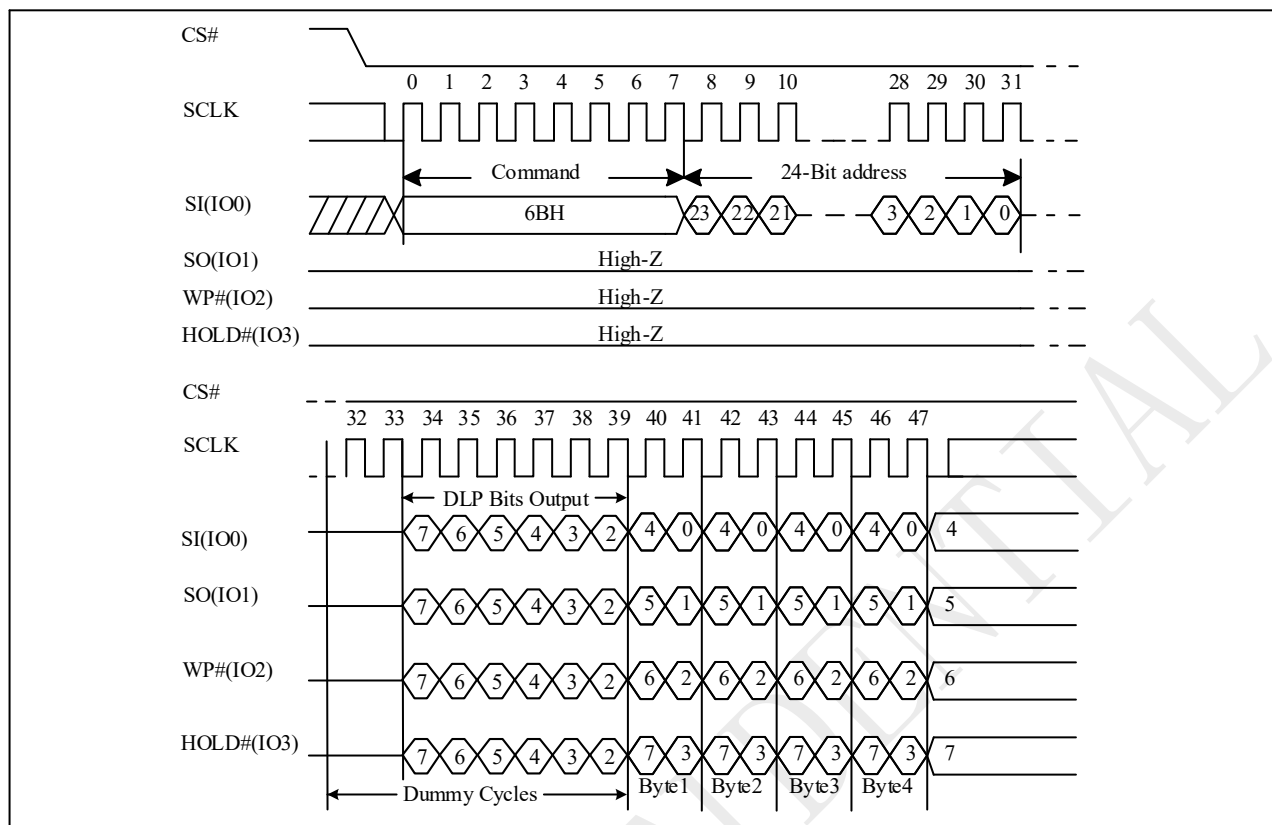 CS#
0 1 2 3 4 5 6 7 8 9 10 28 29 30 31
SCLK
Command 24-Bit address
SI(IO0) 6BH 23 22 21 3 2 1 0
SO(IO1) High-Z
WP#(IO2) High-Z
HOLD#(IO3) High-Z
CS#
32 33 34 35 36 37 38 39 40 41 42 43 44 45 46 47
SCLK
DLP Bits Output
SI(IO0) 7 6 5 4 3 2 4 0 4 0 4 0 4 0 4
SO(IO1) 7 6 5 4 3 2 5 1 5 1 5 1 5 1 5
WP#(IO2) 7 6 5 4 3 2 6 2 6 2 6 2 6 2 6
HOLD#(IO3) 7 6 5 4 3 2 7 3 7 3 7 3 7 3 7
Dummy Cycles Byte1 Byte2 Byte3 Byte4